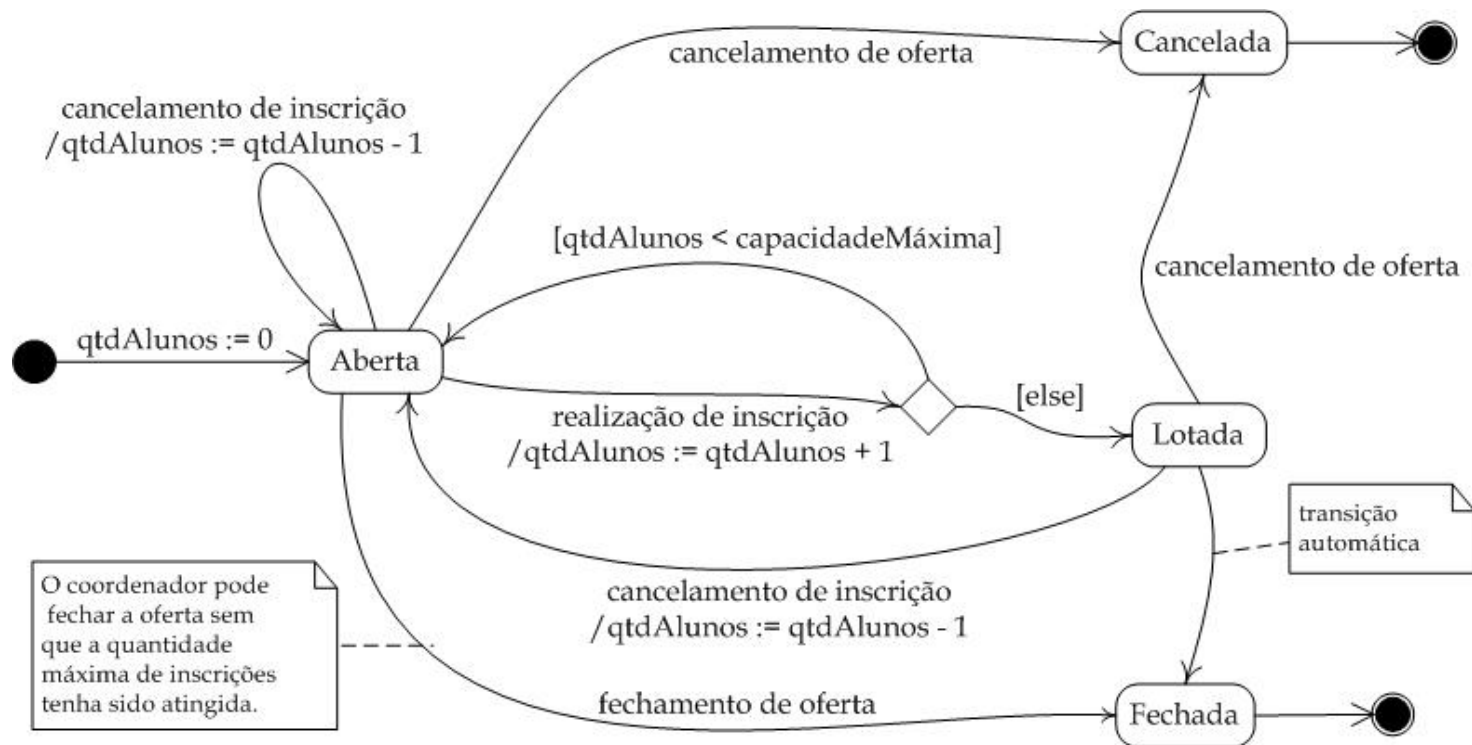 Cancelada
cancelamento de oferta
cancelamento de inscrição
/qtdAlunos := qtdAlunos - 1
[qtdAlunos < capacidadeMáxima]
cancelamento de oferta
qtdAlunos := 0
Aberta
[else]
realização de inscrição
/qtdAlunos := qtdAlunos + 1
Lotada
transição
automática
O coordenador pode
fechar a oferta sem
que a quantidade
máxima de inscrições
tenha sido atingida.
cancelamento de inscrição
/qtdAlunos := qtdAlunos - 1
fechamento de oferta
Fechada